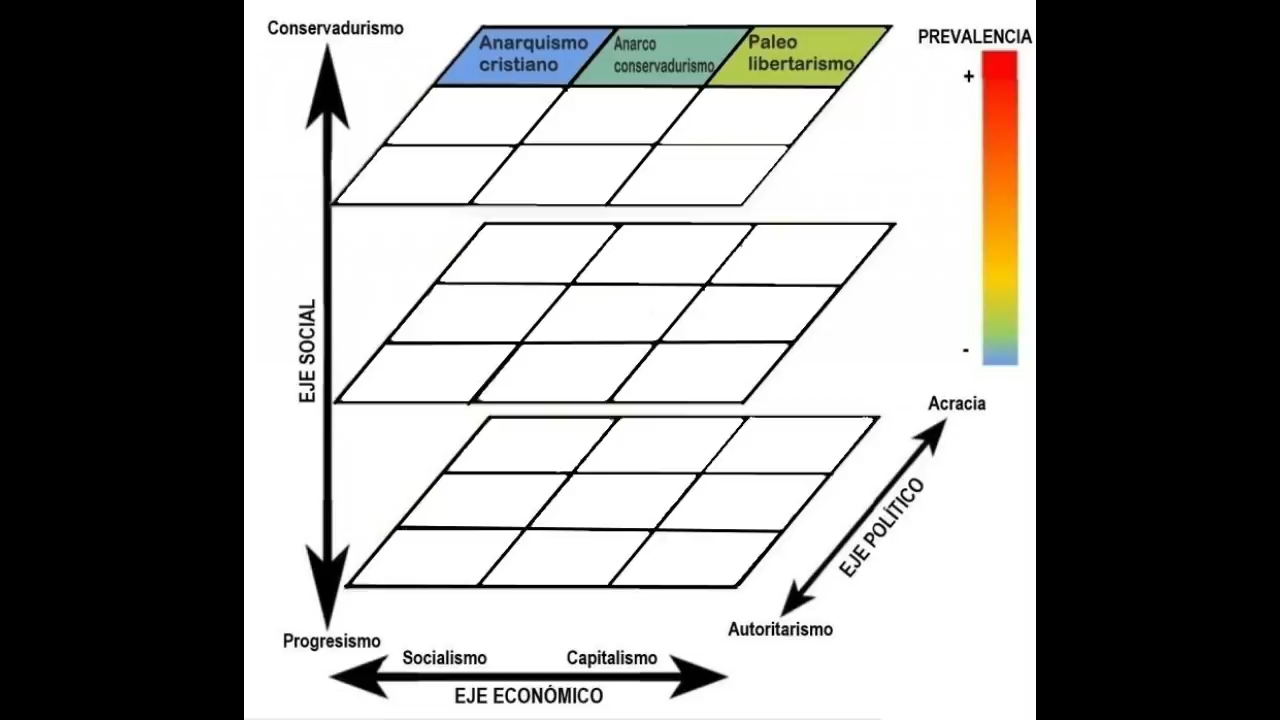 Conservadurismo
Anarquismo
cristiano
Anarco
conservadurismo
Paleo
libertarismo
PREVALENCIA
+
-
EJE SOCIAL
Acracia
EJE POLÍTICO
Autoritarismo
Progresismo
Socialismo
Capitalismo
EJE ECONÓMICO